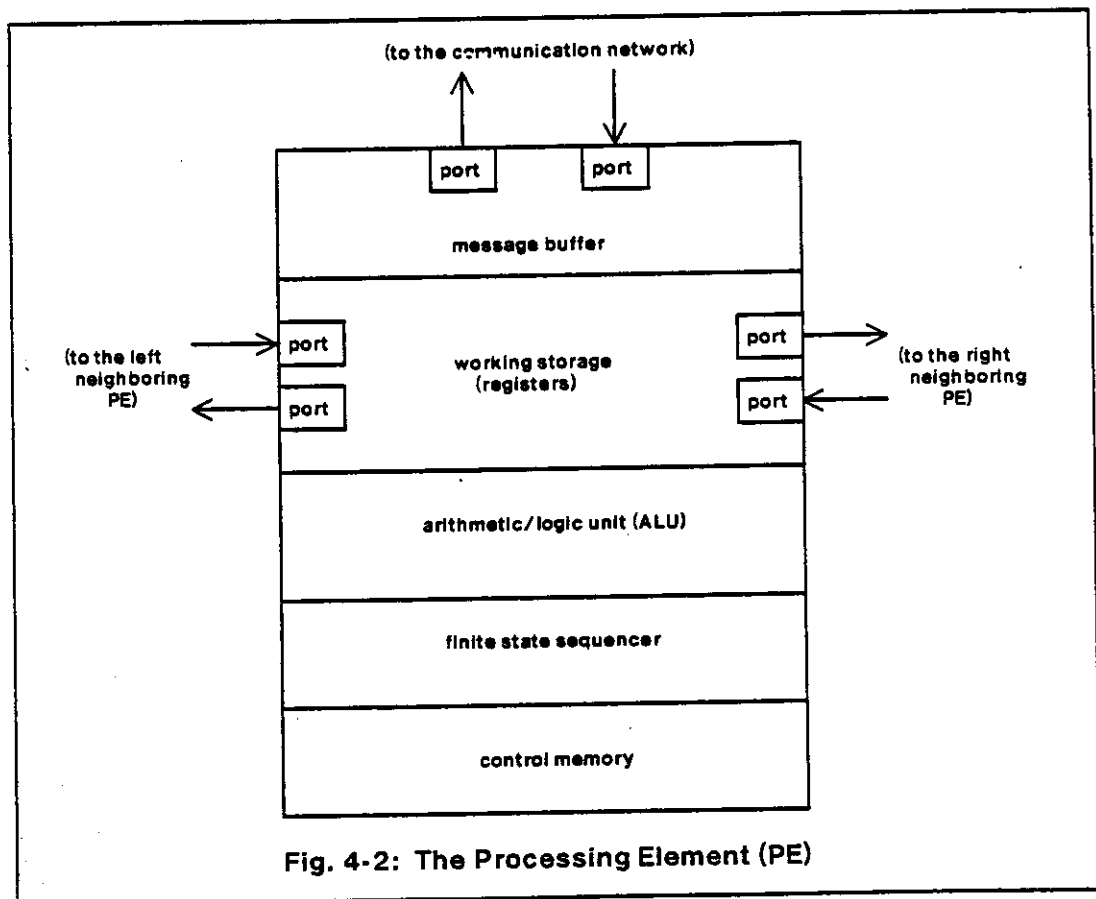 (to the communication network)
port
port
message buffer
port
port
(to the left
neighboring
PE)
working storage
(registers)
(to the right
neighboring
PE)
port
port
arithmetic/logic unit (ALU)
finite state sequencer
control memory
Fig. 4-2: The Processing Element (PE)